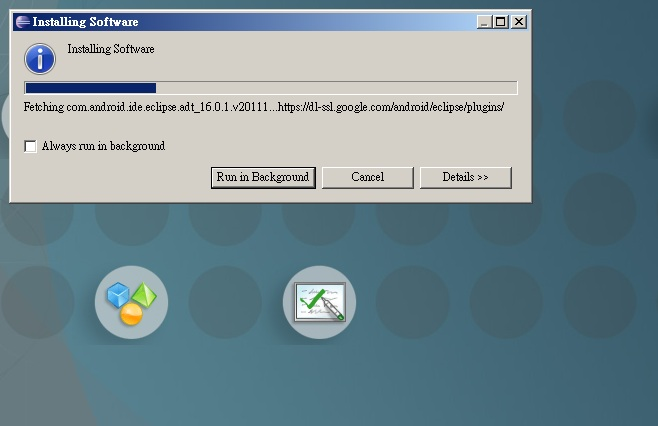 Installing Software
Installing Software
Fetching com.android.ide.eclipse.adt_16.0.1.v20111...https://dl-ssl.google.com/android/eclipse/plugins/
Always run in background
Run in Background Cancel Details >>